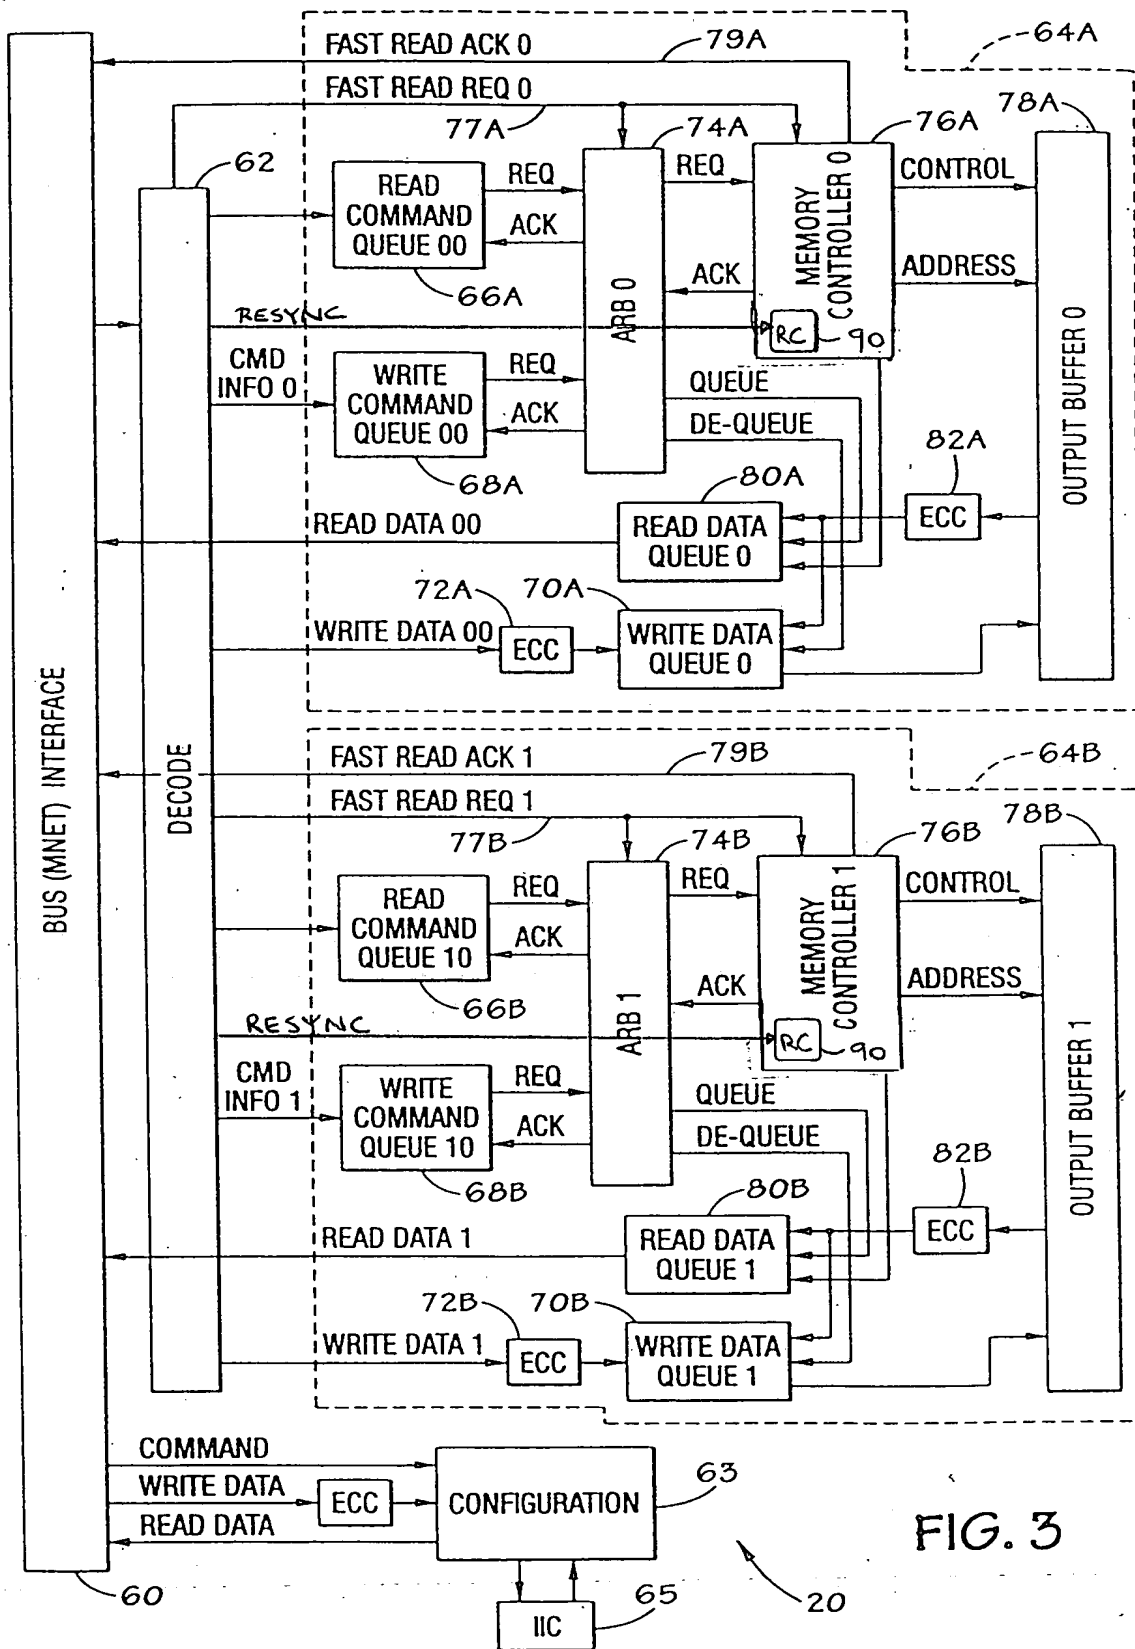 FAST READ ACK 0
79A
64A
FAST READ REQ 0
77A
74A
76A
78A
62
READ
COMMAND
QUEUE 00
REQ
ACK
66A
REQ
MEMORY
CONTROLLER 0
CONTROL
ADDRESS
ACK
ARB 0
RESYNC
RC
90
CMD
INFO 0
WRITE
COMMAND
QUEUE 00
REQ
ACK
68A
QUEUE
DE-QUEUE
OUTPUT BUFFER 0
82A
80A
ECC
READ DATA 00
READ DATA
QUEUE 0
72A
70A
WRITE DATA 00
ECC
WRITE DATA
QUEUE 0
BUS (MNET) INTERFACE
DECODE
FAST READ ACK 1
79B
64B
FAST READ REQ 1
77B
74B
76B
78B
READ
COMMAND
QUEUE 10
REQ
ACK
66B
REQ
MEMORY
CONTROLLER 1
CONTROL
ADDRESS
ACK
ARB 1
RESYNC
RC
90
CMD
INFO 1
WRITE
COMMAND
QUEUE 10
REQ
ACK
68B
QUEUE
DE-QUEUE
OUTPUT BUFFER 1
82B
80B
ECC
READ DATA 1
READ DATA
QUEUE 1
72B
70B
WRITE DATA 1
ECC
WRITE DATA
QUEUE 1
COMMAND
WRITE DATA
ECC
READ DATA
CONFIGURATION
63
60
IIC
65
20
FIG. 3